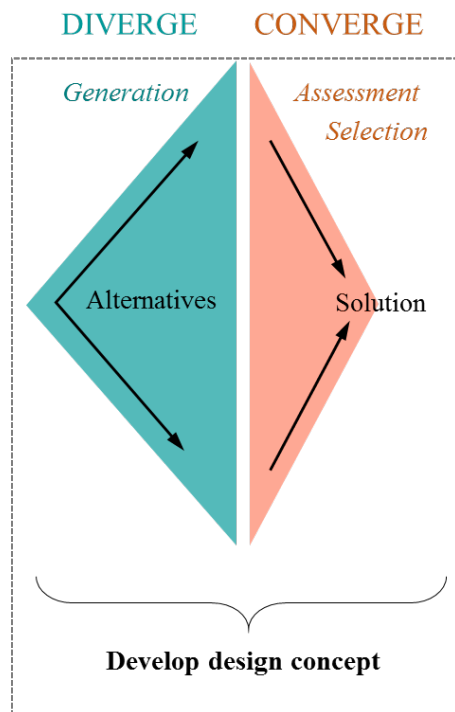 DIVERGE
CONVERGE
Generation
Assessment
Selection
Alternatives
Solution
Develop design concept